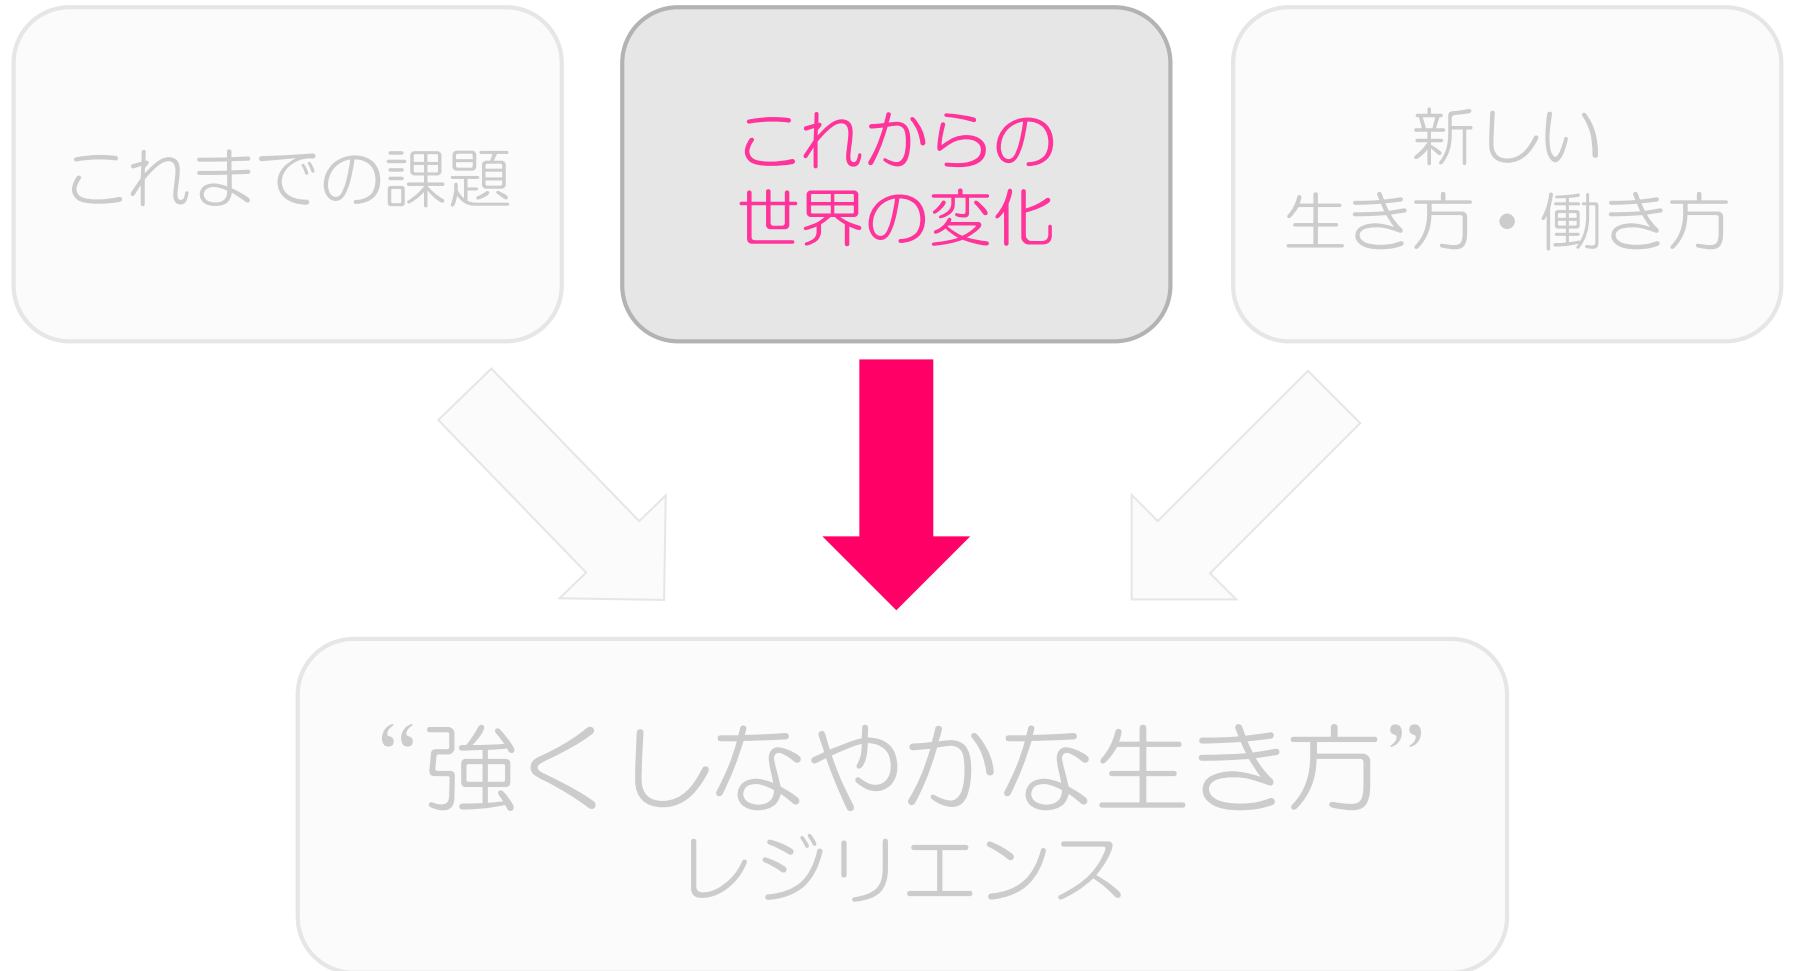 これまでの課題
これからの
世界の変化
新しい
生き方・働き方
“強くしなやかな生き方”
レジリエンス